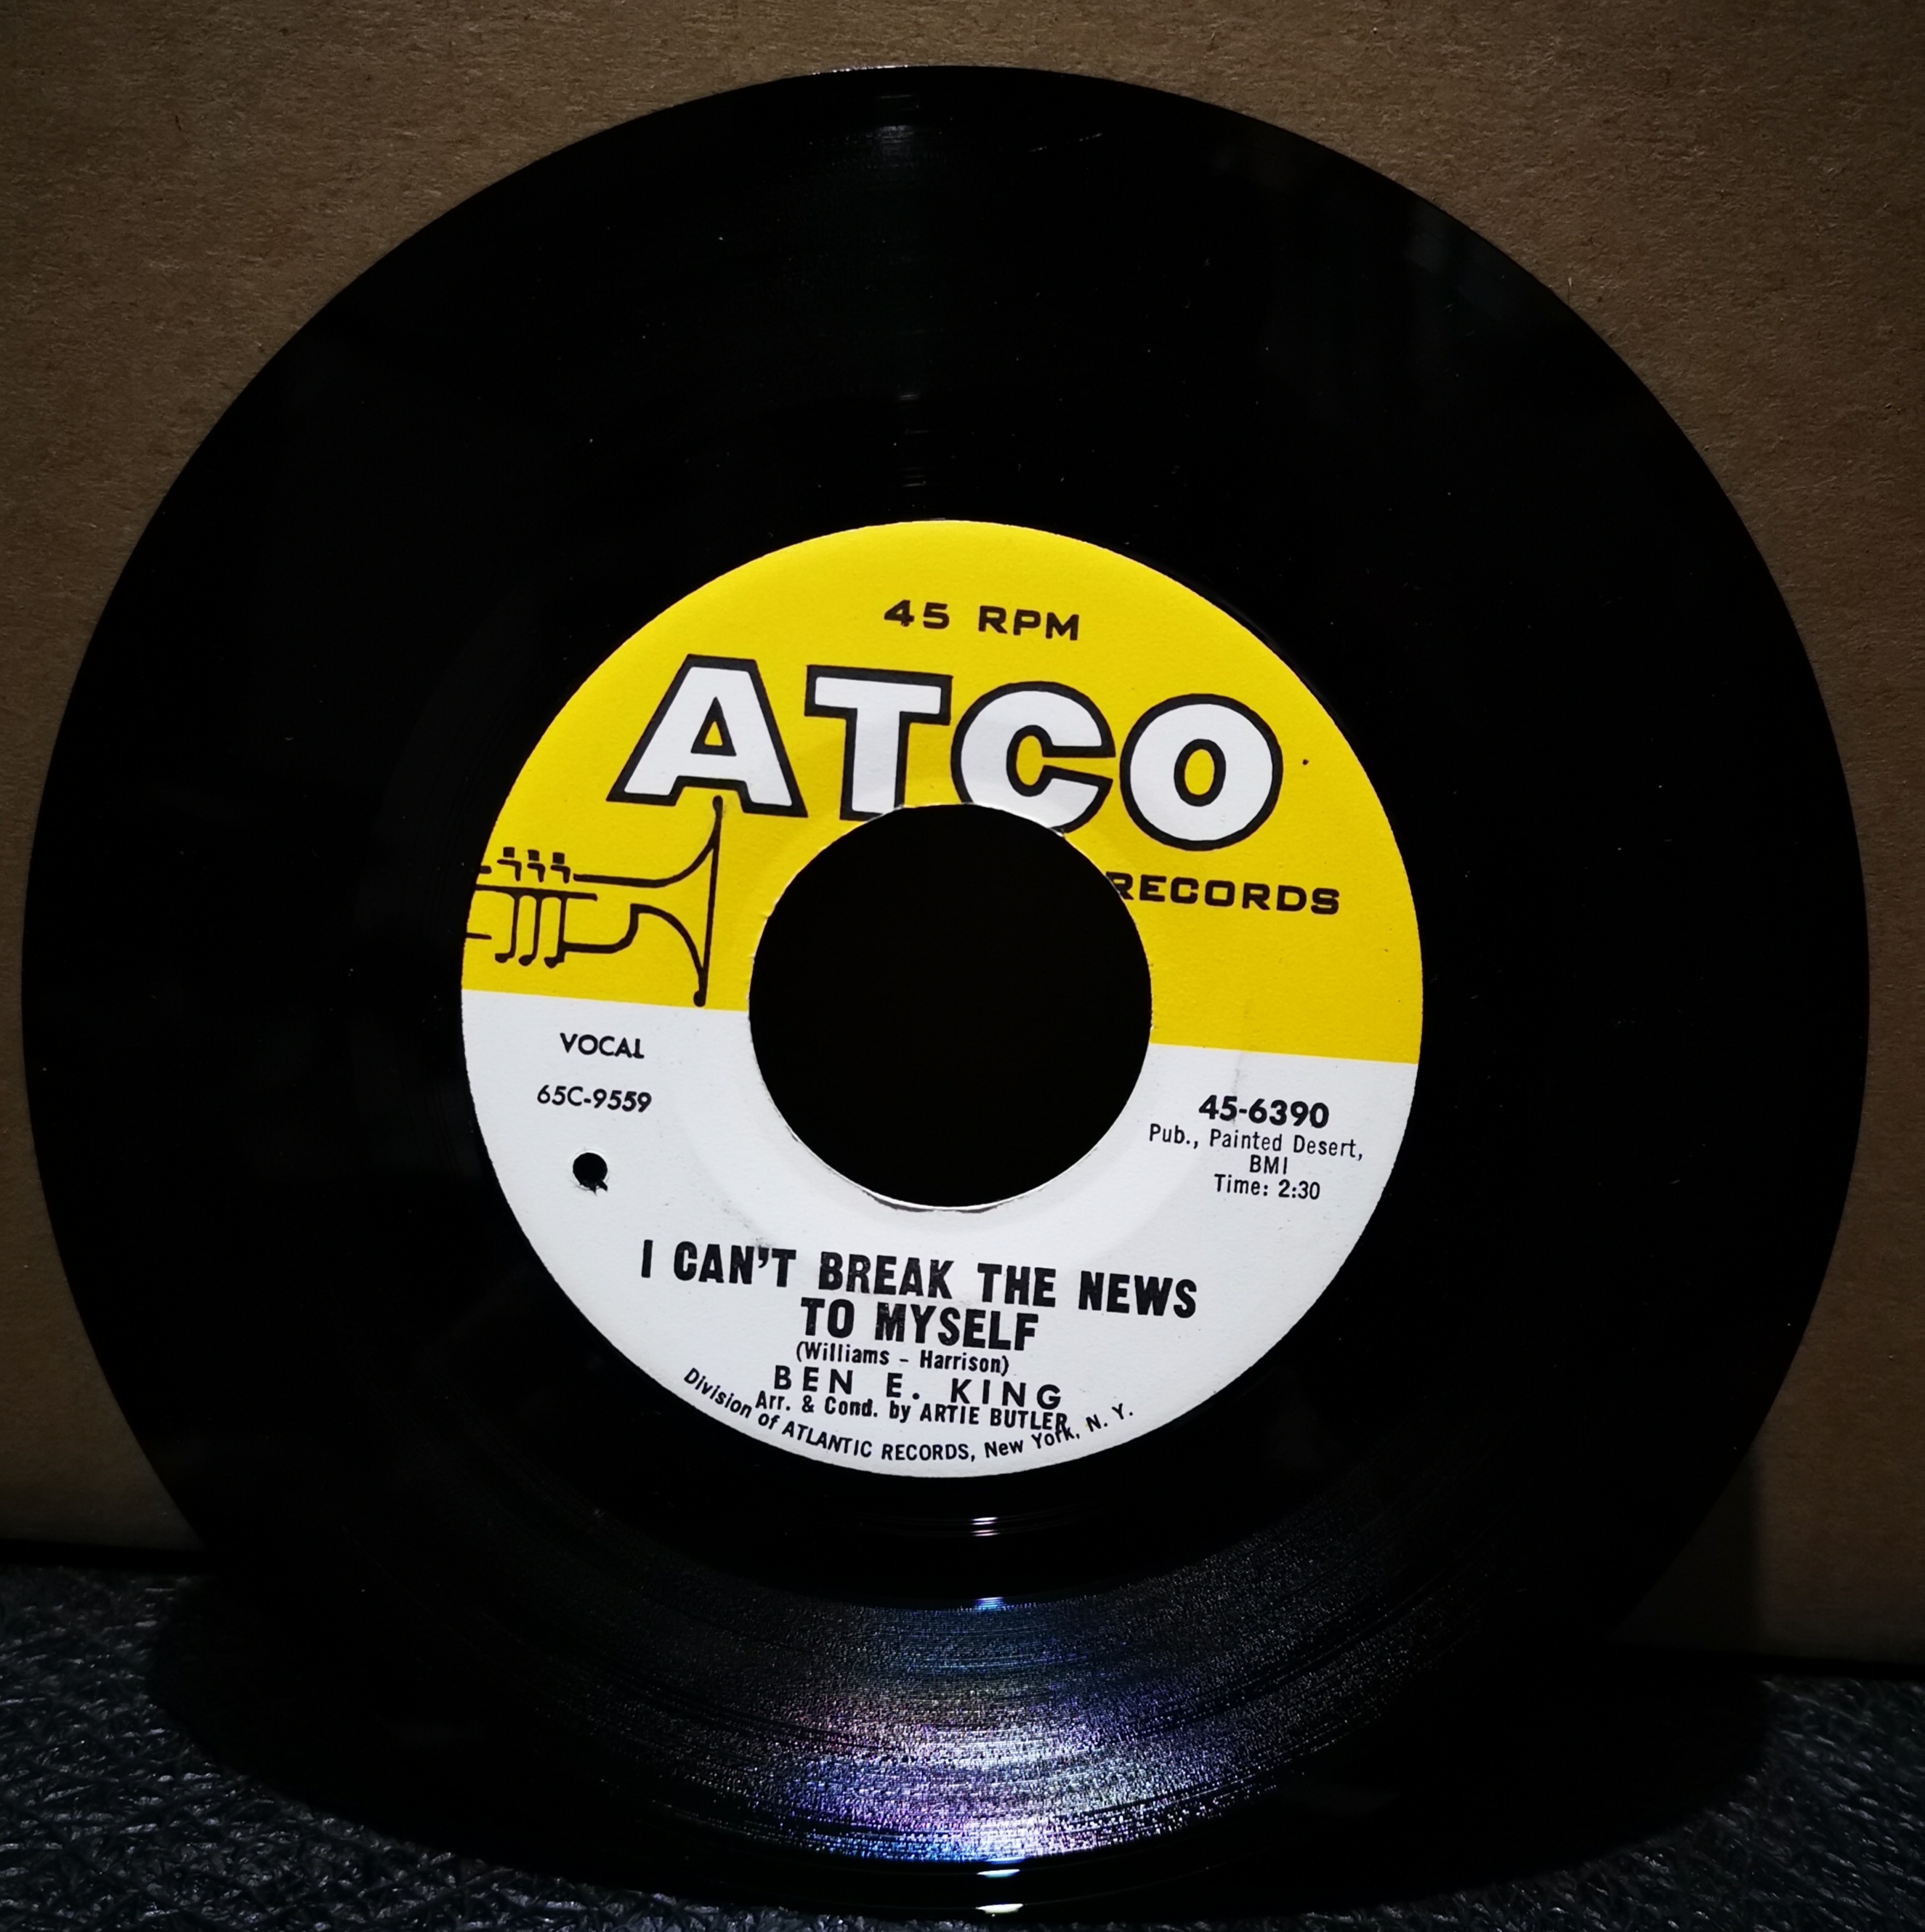 45 RPM
ATCO
RECORDS
VOCAL
65C-9559
45-6390
Pub., Painted Desert,
BMI
Time: 2:30
I CAN'T BREAK THE NEWS
TO MYSELF
(Williams - Harrison)
BEN E. KING
Arr. & Cond. by ARTIE BUTLER
Division of ATLANTIC RECORDS, New York, N. Y.